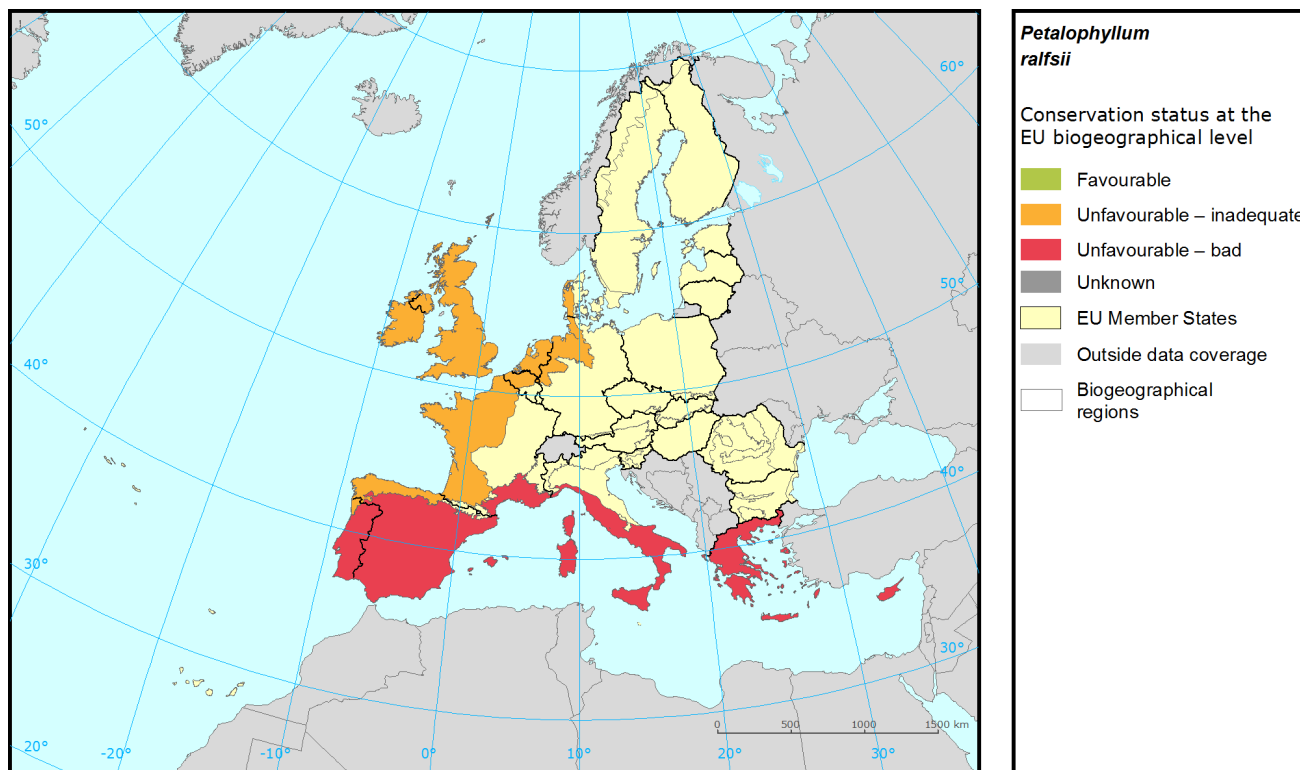 Petalophyllum
ralfsii
Conservation status at the
EU biogeographical level
Favourable
Unfavourable – inadequate
Unfavourable – bad
Unknown
EU Member States
Outside data coverage
Biogeographical
regions
60°
50°
50°
40°
40°
30°
30°
20°
-20°
-10°
0°
10°
20°
30°
0 500 1000 1500 km